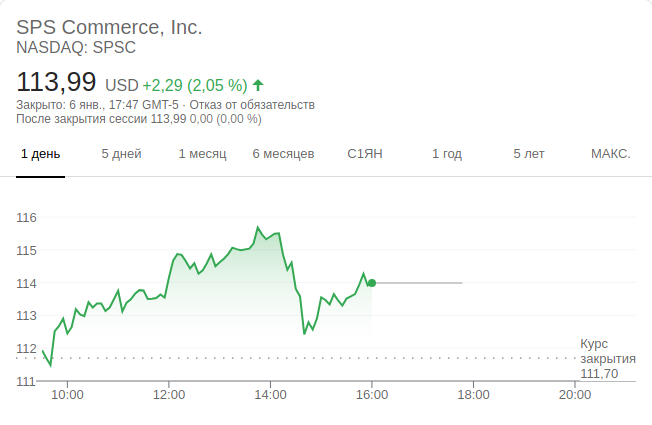 SPS Commerce, Inc.
NASDAQ: SPSC
113,99 USD +2,29 (2,05 %)
Закрыто: 6 янв., 17:47 GMT-5 · Отказ от обязательств
После закрытия сессии 113,99 0,00 (0,00 %)
1 день 5 дней 1 месяц 6 месяцев С1ЯН 1 год 5 лет МАКС.
116
115
114
113
112
111
Курс
закрытия
111,70
10:00 12:00 14:00 16:00 18:00 20:00